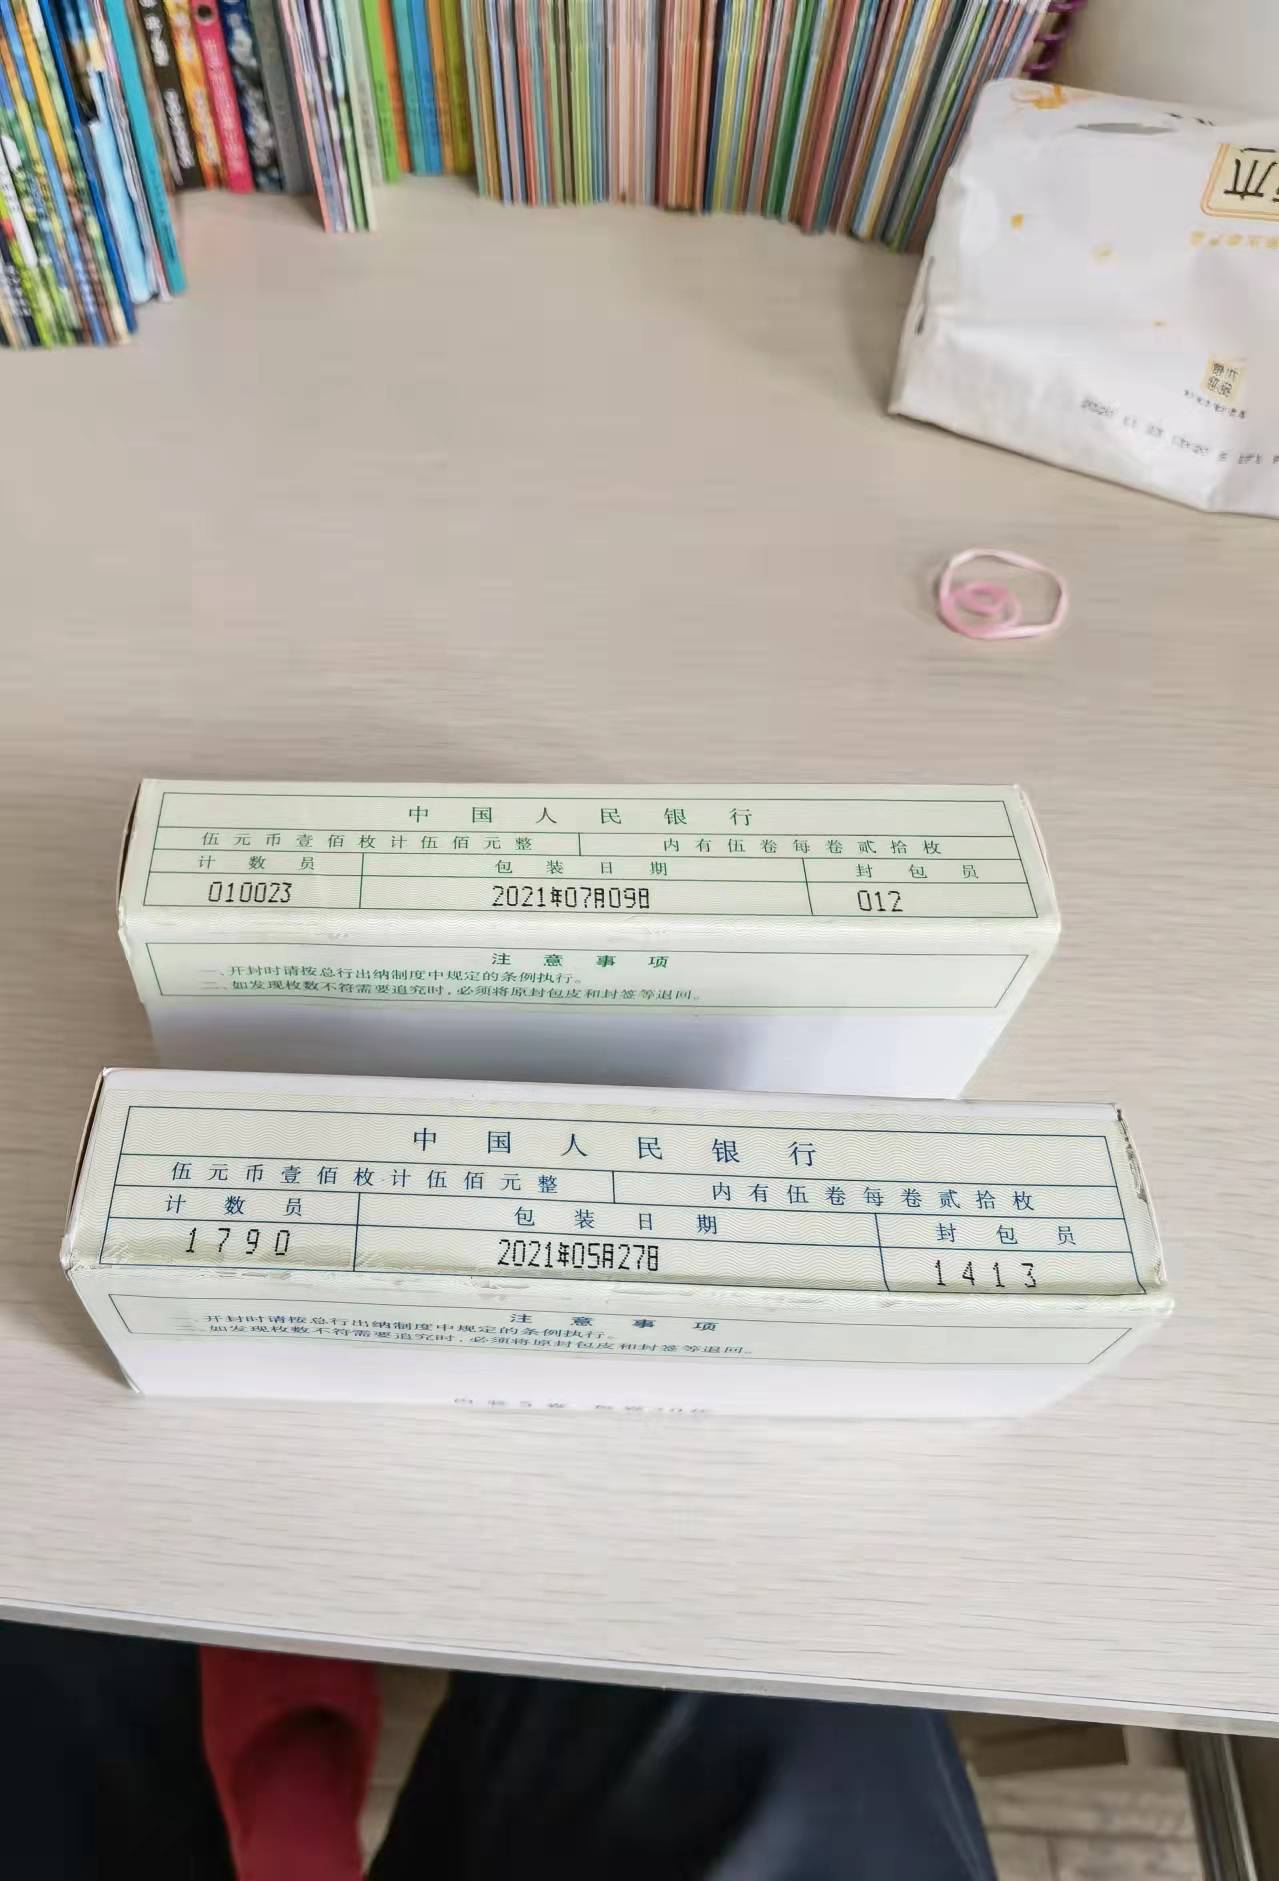 中国人民银行
伍元币壹佰枚计伍佰元整 内有伍卷每卷贰拾枚
计数员 包装日期 封包员
010023 2021年07月09日 012
注意事项
一、开封时请按总行出纳制度中规定的条例执行。
二、如发现枚数不符需要追究时，必须将原封包皮和封签等退回。
中国人民银行
伍元币壹佰枚计伍佰元整 内有伍卷每卷贰拾枚
计数员 包装日期 封包员
1790 2021年05月27日 1413
注意事项
一、开封时请按总行出纳制度中规定的条例执行。
二、如发现枚数不符需要追究时，必须将原封包皮和封签等退回。